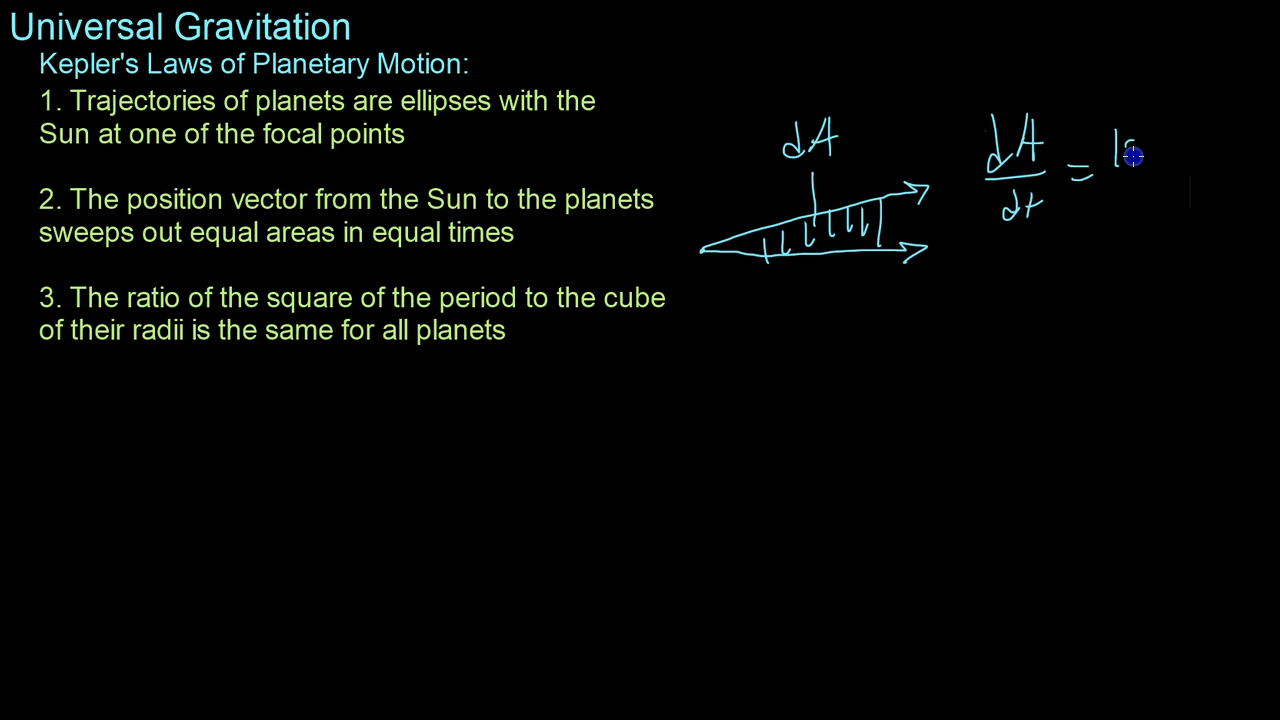 Universal Gravitation
Kepler's Laws of Planetary Motion:
1. Trajectories of planets are ellipses with the
Sun at one of the focal points
2. The position vector from the Sun to the planets
sweeps out equal areas in equal times
3. The ratio of the square of the period to the cube
of their radii is the same for all planets
dA
dA
dt
=